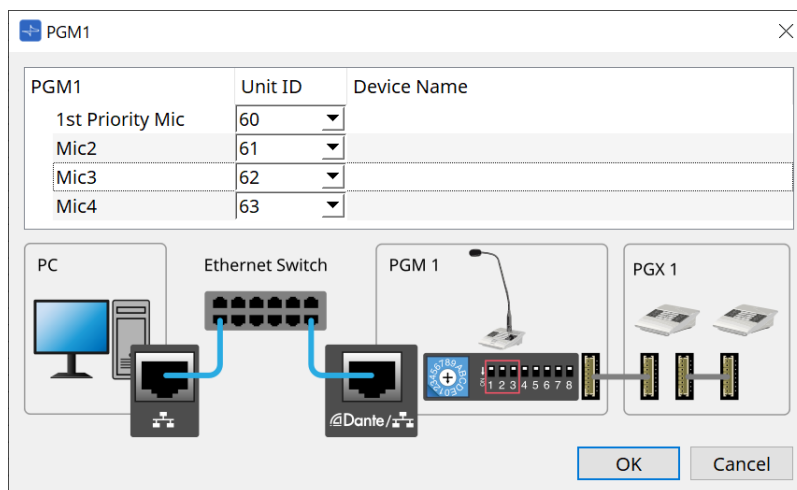 PGM1
PGM1 Unit ID Device Name
1st Priority Mic 60
Mic2 61
Mic3 62
Mic4 63
PC Ethernet Switch PGM 1 PGX 1
1 2 3 4 5 6 7 8
Dante/
OK Cancel